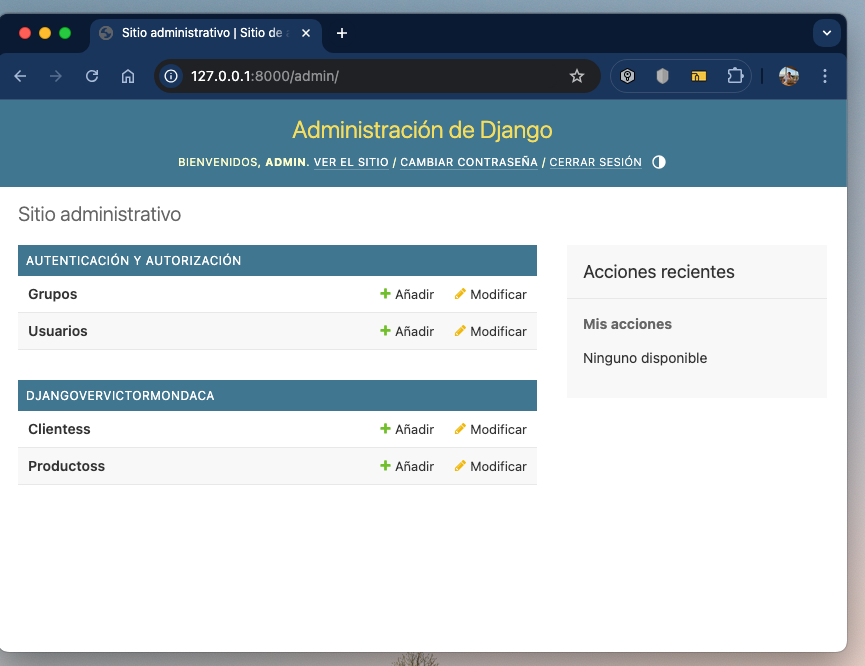 Sitio administrativo | Sitio de
127.0.0.1:8000/admin/
Administración de Django
BIENVENIDOS, ADMIN. VER EL SITIO / CAMBIAR CONTRASEÑA / CERRAR SESIÓN
Sitio administrativo
AUTENTICACIÓN Y AUTORIZACIÓN
Grupos Añadir Modificar
Usuarios Añadir Modificar
DJANGOVERVICTORMONDACA
Clientess Añadir Modificar
Productoss Añadir Modificar
Acciones recientes
Mis acciones
Ninguno disponible